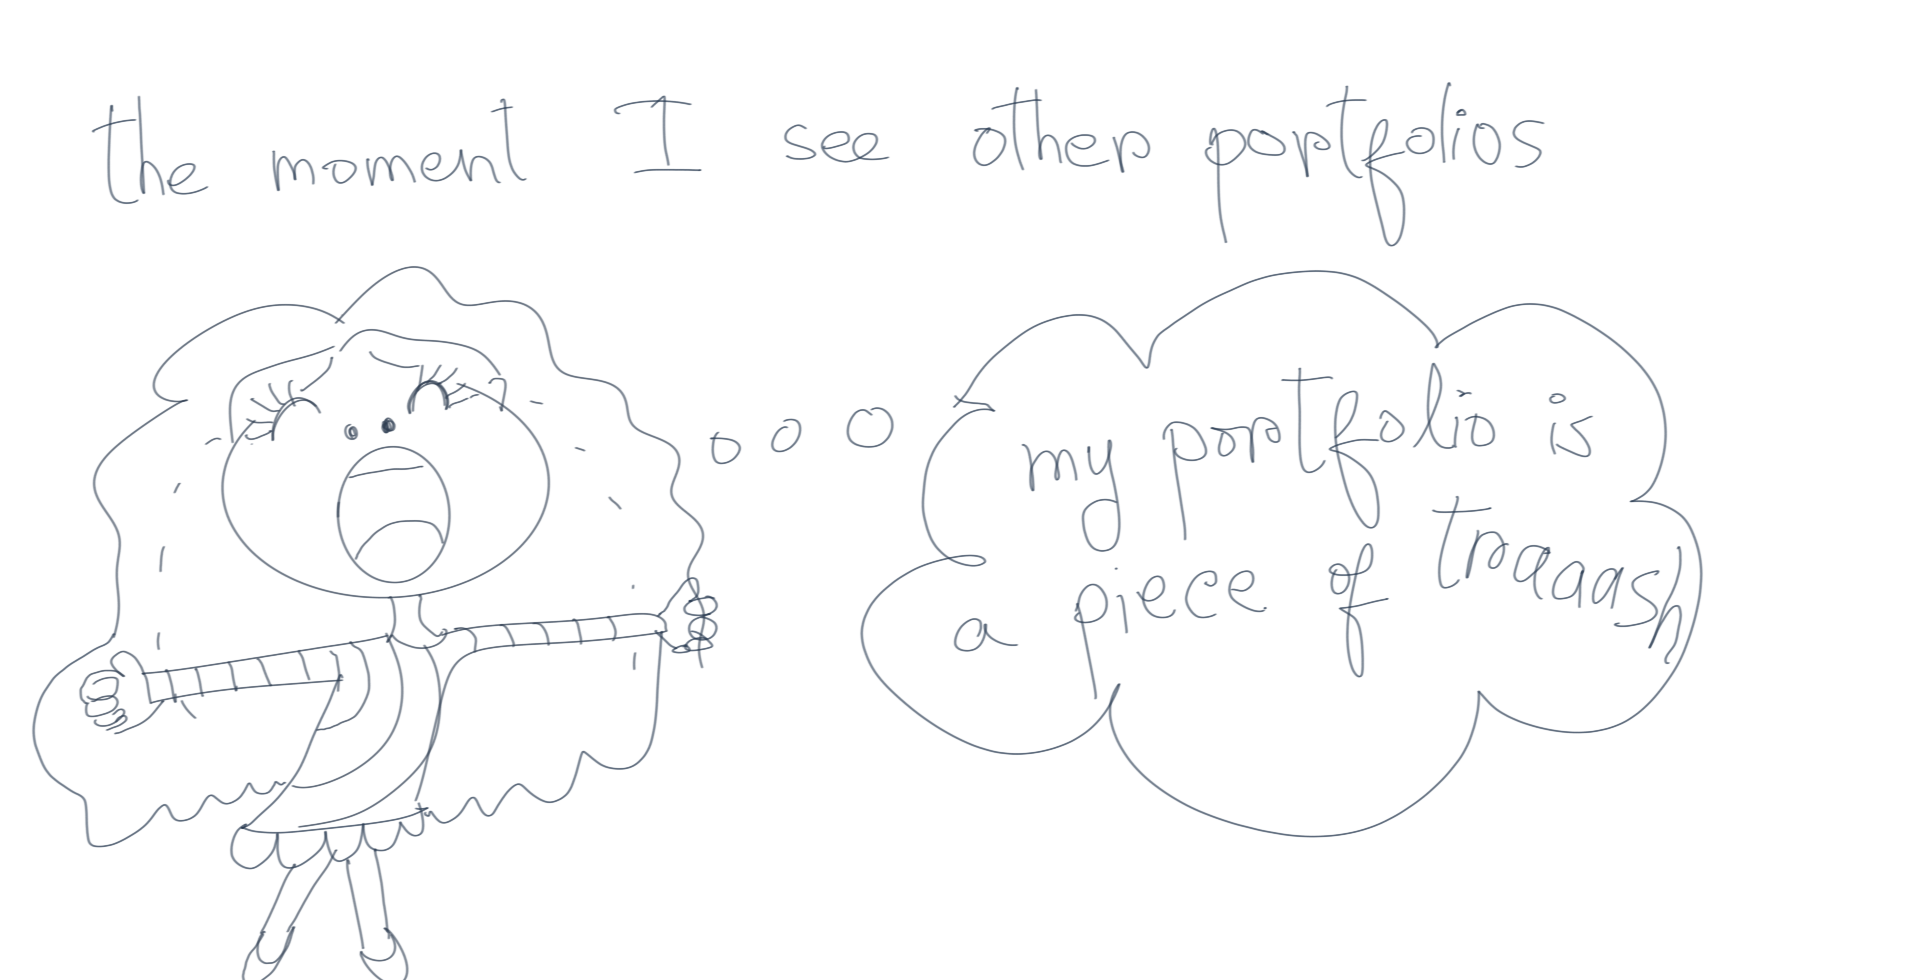 the moment I see other portfolios
my portfolio is
a piece of traaash